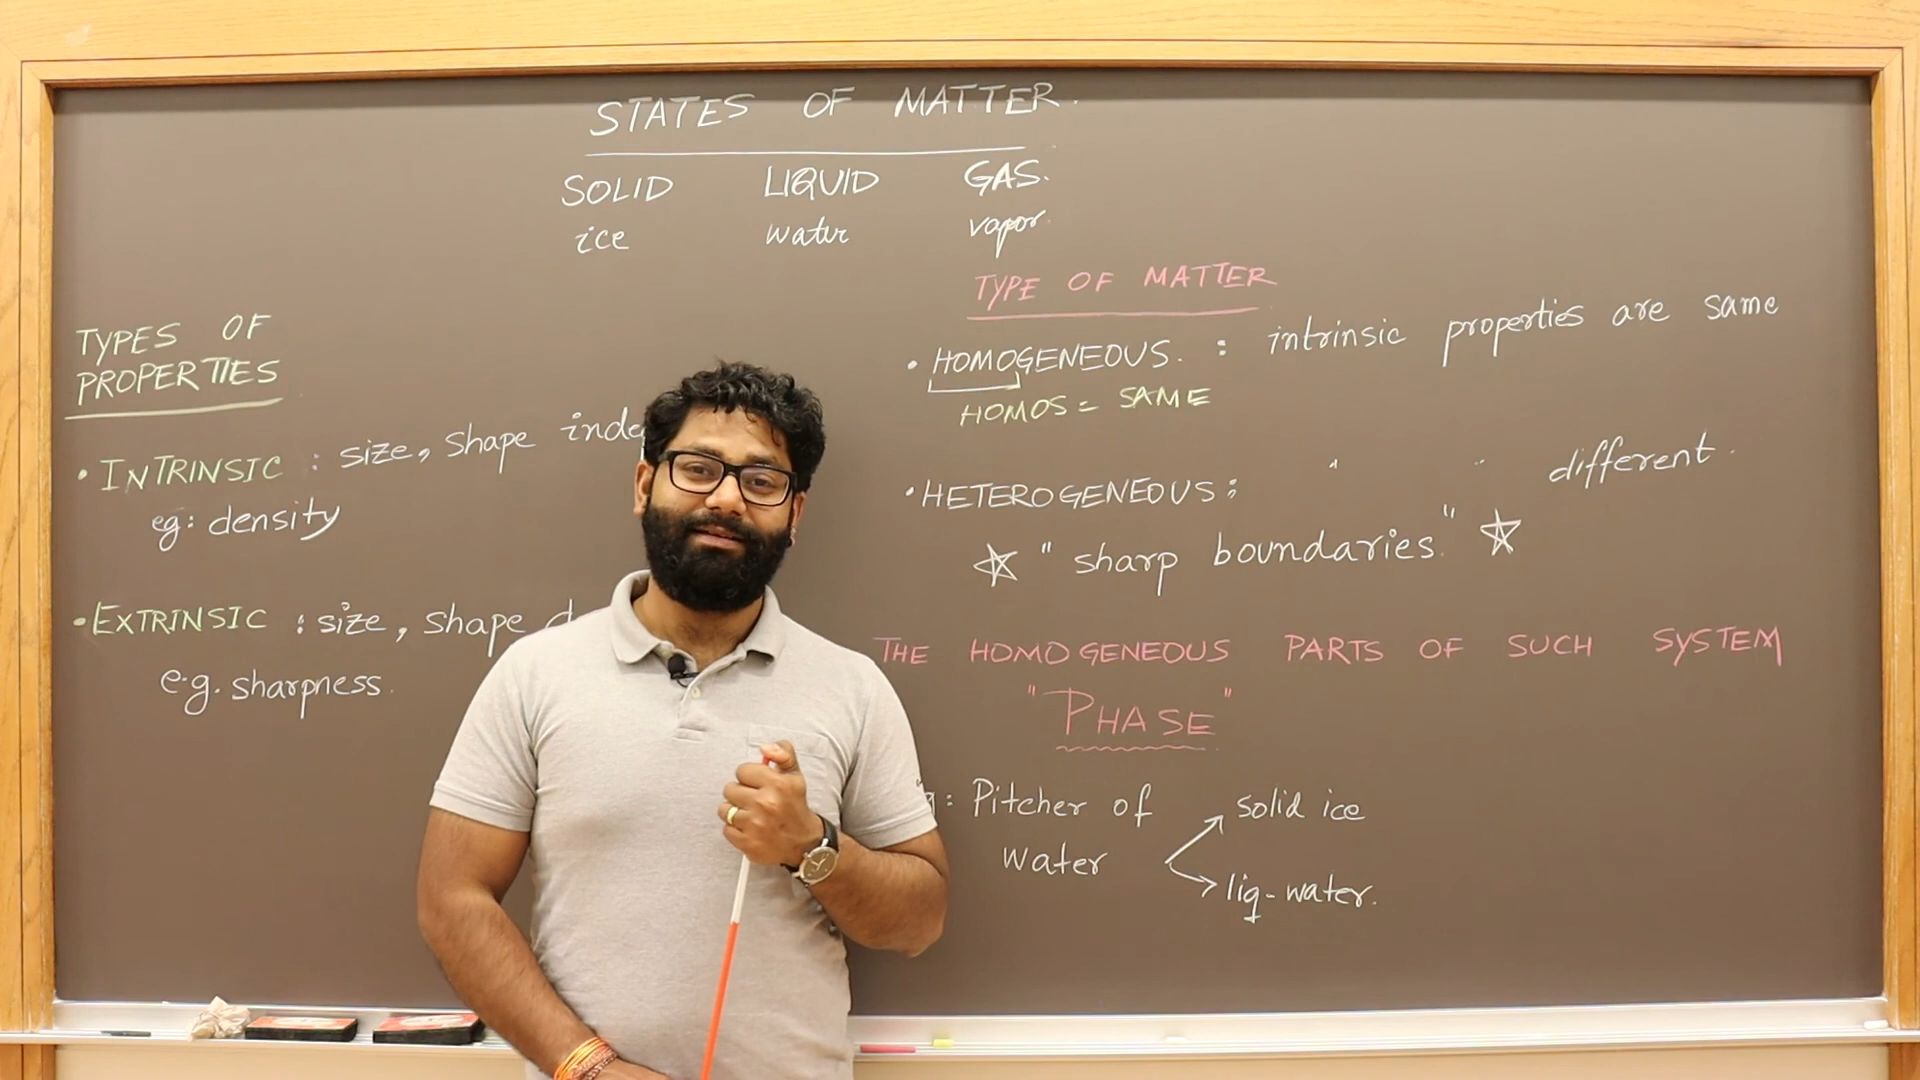 STATES OF MATTER.
SOLID LIQUID GAS.
ice water vapor.
TYPES OF
PROPERTIES
• INTRINSIC : size, shape
eg: density
• EXTRINSIC : size, shape
e.g. sharpness.
TYPE OF MATTER
• HOMOGENEOUS. : intrinsic properties are same
HOMOS = SAME
• HETEROGENEOUS: " " different.
☆ "sharp boundaries." ☆
THE HOMOGENEOUS PARTS OF SUCH SYSTEM
"PHASE"
: Pitcher of
water
solid ice
liq-water.